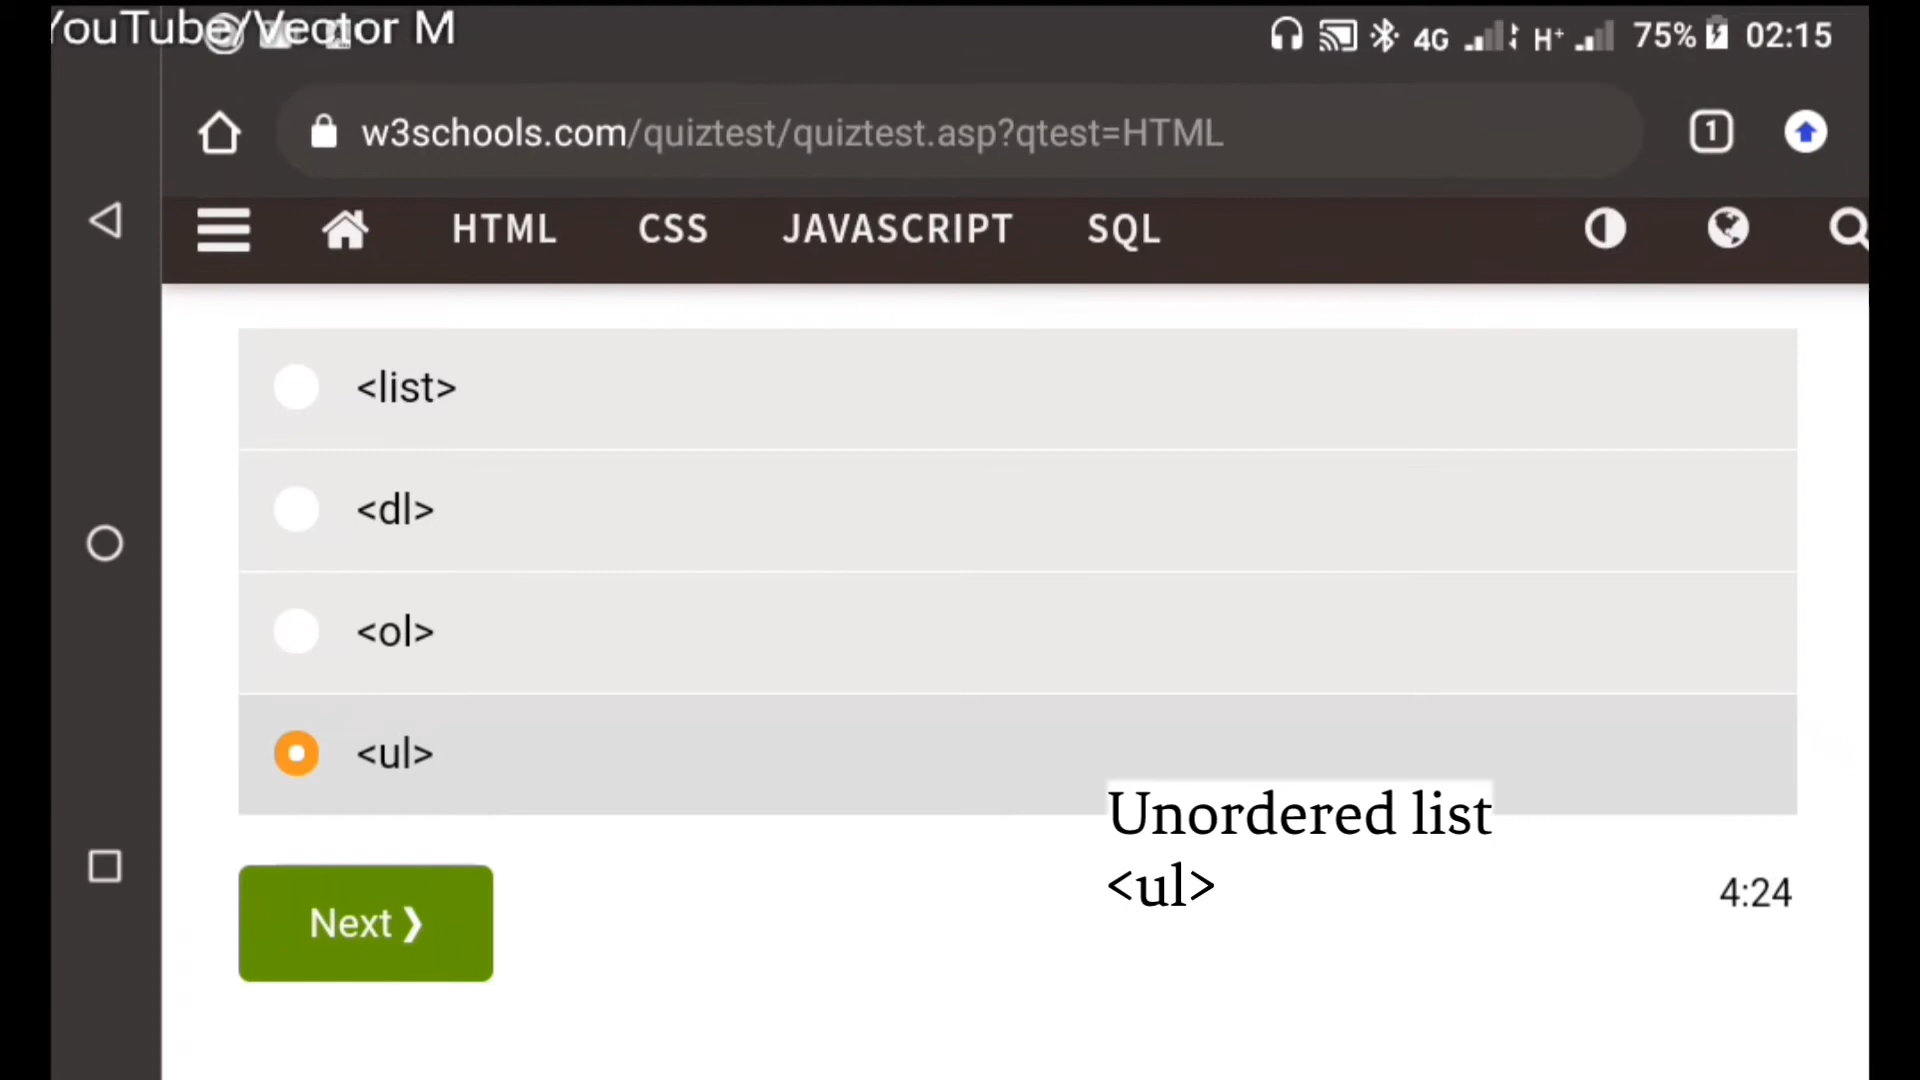 YouTube/Vector M
4G H+ 75% 02:15
w3schools.com/quiztest/quiztest.asp?qtest=HTML
1
HTML CSS JAVASCRIPT SQL
<list>
<dl>
<ol>
<ul>
Unordered list
<ul>
Next ❯
4:24